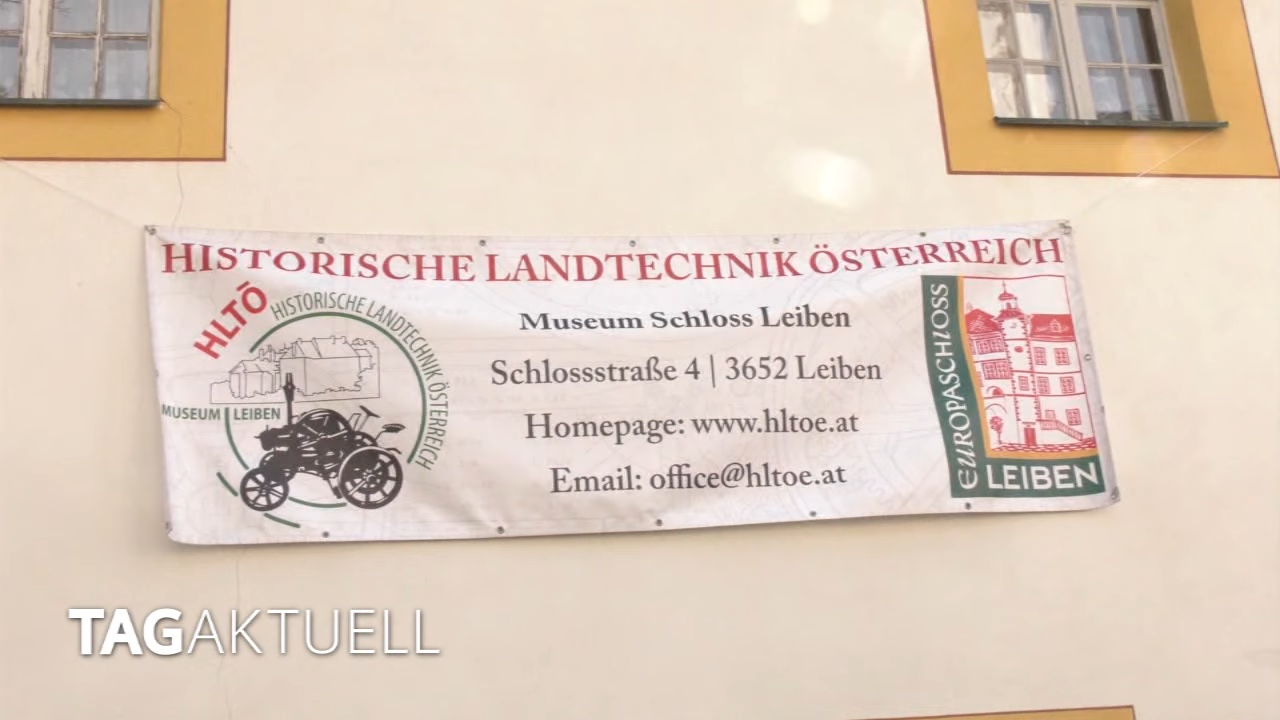 HISTORISCHE LANDTECHNIK ÖSTERREICH
HLTÖ
HISTORISCHE LANDTECHNIK ÖSTERREICH
MUSEUM LEIBEN
Museum Schloss Leiben
Schlossstraße 4 | 3652 Leiben
Homepage: www.hltoe.at
Email: office@hltoe.at
EUROPASCHLOSS
LEIBEN
TAGAKTUELL